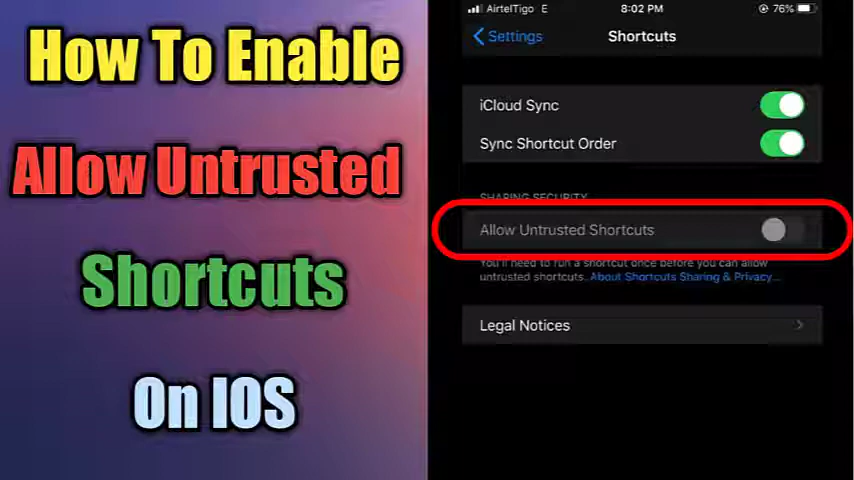 How To Enable
Allow Untrusted
Shortcuts
On IOS
AirtelTigo E 8:02 PM 76%
Settings Shortcuts
iCloud Sync
Sync Shortcut Order
SHARING SECURITY
Allow Untrusted Shortcuts
You'll need to run a shortcut once before you can allow
untrusted shortcuts. About Shortcuts Sharing & Privacy...
Legal Notices